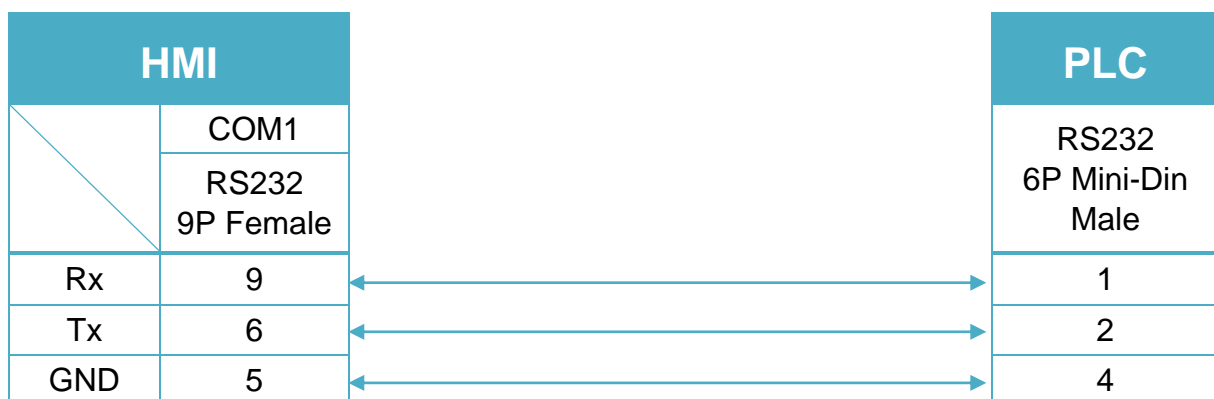 HMI
PLC
COM1
RS232
9P Female
RS232
6P Mini-Din
Male
Rx 9 1
Tx 6 2
GND 5 4